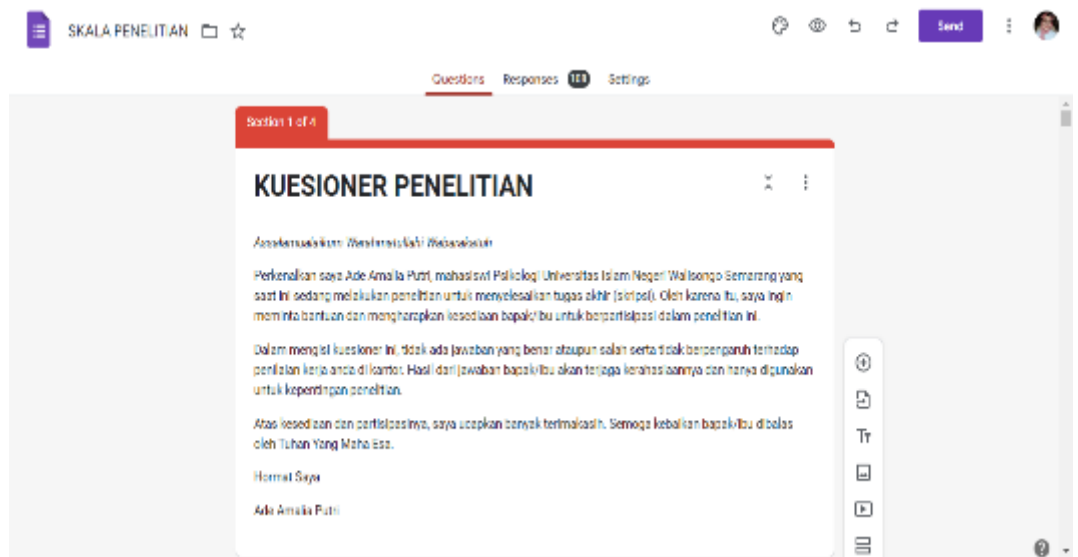 SKALA PENELITIAN
Send
Questions Responses Settings
Section 1 of 4
KUESIONER PENELITIAN
Assalamualaikum Warahmatullahi Wabarakatuh
Perkenalkan saya Ade Amalia Putri, mahasiswi Psikologi Universitas Islam Negeri Walisongo Semarang yang
saat ini sedang melakukan penelitian untuk menyelesaikan tugas akhir (skripsi). Oleh karena itu, saya ingin
meminta bantuan dan mengharapkan kesediaan bapak/ibu untuk berpartisipasi dalam penelitian ini.
Dalam mengisi kuesioner ini, tidak ada jawaban yang benar ataupun salah serta tidak berpengaruh terhadap
penilaian kerja anda di kantor. Hasil dari jawaban bapak/ibu akan terjaga kerahasiaannya dan hanya digunakan
untuk kepentingan penelitian.
Atas kesediaan dan partisipasinya, saya ucapkan banyak terimakasih. Semoga kebaikan bapak/ibu dibalas
oleh Tuhan Yang Maha Esa.
Hormat Saya
Ade Amalia Putri